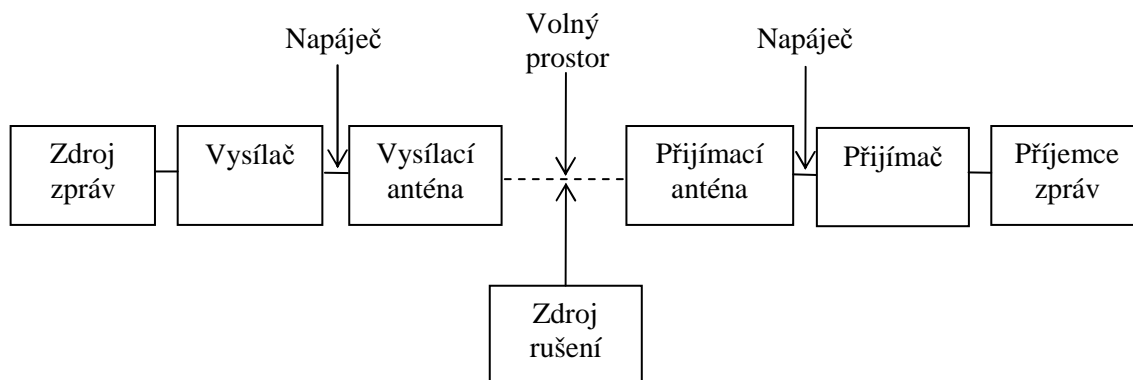 Napáječ
Volný
prostor
Napáječ
Zdroj
zpráv
Vysílač
Vysílací
anténa
Přijímací
anténa
Přijímač
Příjemce
zpráv
Zdroj
rušení